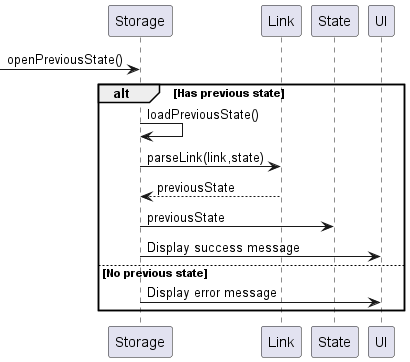 Storage Link State UI
openPreviousState()
alt [Has previous state]
loadPreviousState()
parseLink(link,state)
previousState
previousState
Display success message
[No previous state]
Display error message
Storage Link State UI